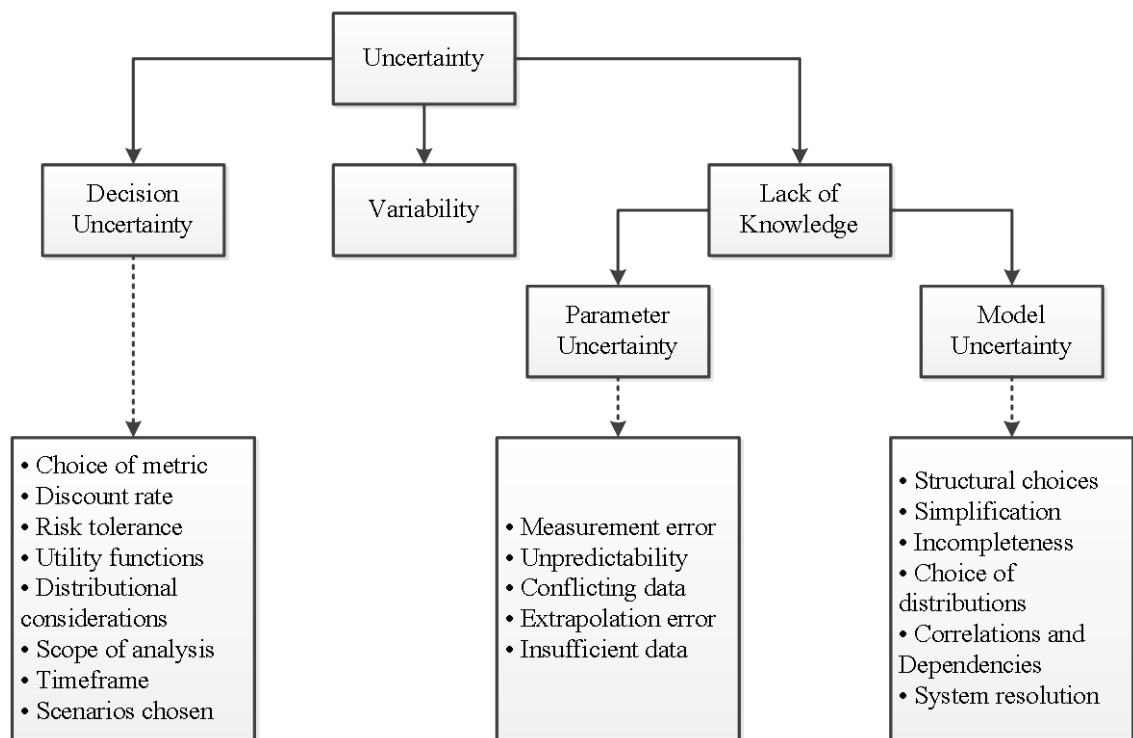 Uncertainty
Decision
Uncertainty
Variability
Lack of
Knowledge
Parameter
Uncertainty
Model
Uncertainty
• Choice of metric
• Discount rate
• Risk tolerance
• Utility functions
• Distributional
considerations
• Scope of analysis
• Timeframe
• Scenarios chosen
• Measurement error
• Unpredictability
• Conflicting data
• Extrapolation error
• Insufficient data
• Structural choices
• Simplification
• Incompleteness
• Choice of
distributions
• Correlations and
Dependencies
• System resolution